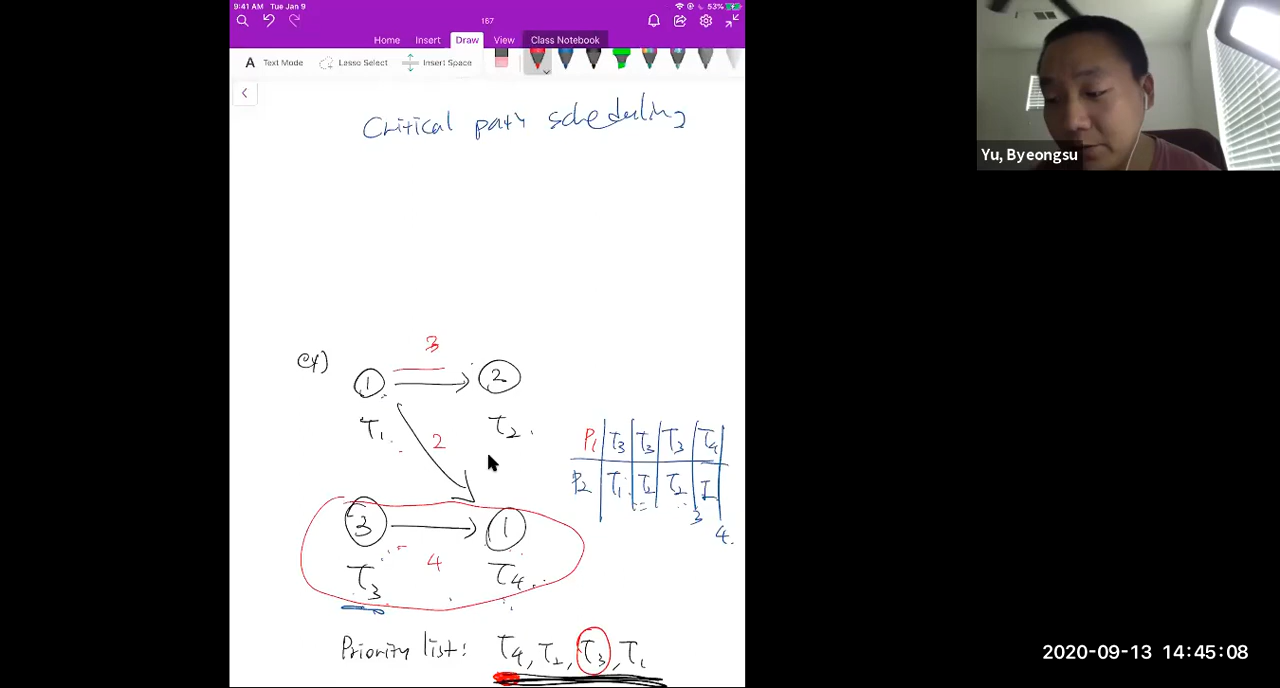 9:41 AM Tue Jan 9
53%
167
Home Insert Draw View Class Notebook
A Text Mode Lasso Select Insert Space
Critical path scheduling
Yu, Byeongsu
3
ex)
1 2
T1 2 T2
P1 T3 T3 T3 T4
P2 T1 T2 T2
3
3 1
4.
4
T3 T4
2020-09-13 14:45:08
Priority list: T4, T2, T3, T1